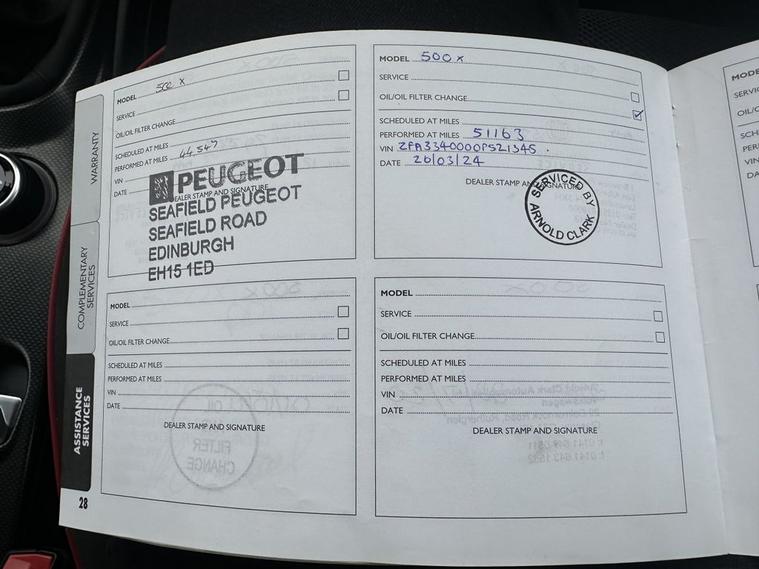 WARRANTY
COMPLEMENTARY
SERVICES
ASSISTANCE
SERVICES
28
MODEL 500 X
SERVICE
OIL/OIL FILTER CHANGE
SCHEDULED AT MILES
PERFORMED AT MILES 44,547
VIN
DATE
DEALER STAMP AND SIGNATURE
PEUGEOT
SEAFIELD PEUGEOT
SEAFIELD ROAD
EDINBURGH
EH15 1ED
MODEL 500 X
SERVICE
OIL/OIL FILTER CHANGE
SCHEDULED AT MILES
PERFORMED AT MILES 51163
VIN ZFA3340000P521345.
DATE 26/03/24
DEALER STAMP AND SIGNATURE
SERVICED BY
ARNOLD CLARK
MODEL
SERVICE
OIL/OIL FILTER CHANGE
SCHEDULED AT MILES
PERFORMED AT MILES
VIN
DATE
DEALER STAMP AND SIGNATURE
MODEL
SERVICE
OIL/OIL FILTER CHANGE
SCHEDULED AT MILES
PERFORMED AT MILES
VIN
DATE
DEALER STAMP AND SIGNATURE